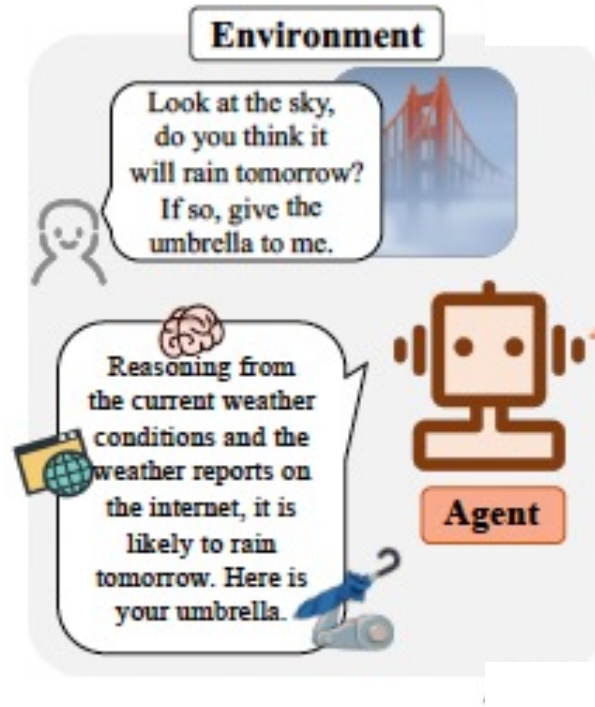 Environment
Look at the sky,
do you think it
will rain tomorrow?
If so, give the
umbrella to me.
Reasoning from
the current weather
conditions and the
weather reports on
the internet, it is
likely to rain
tomorrow. Here is
your umbrella.
Agent